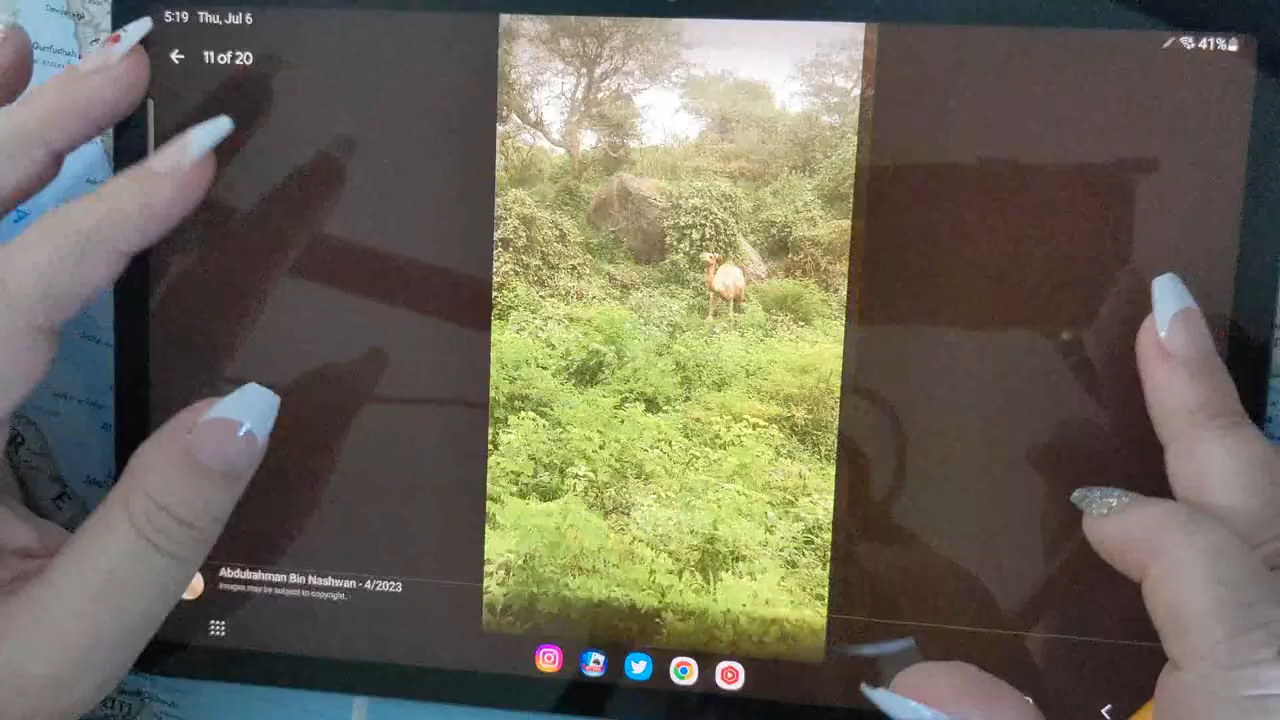 5:19 Thu, Jul 6
41%
11 of 20
Qunfudhah
Abdulrahman Bin Nashwan - 4/2023
Images may be subject to copyright.
R
E